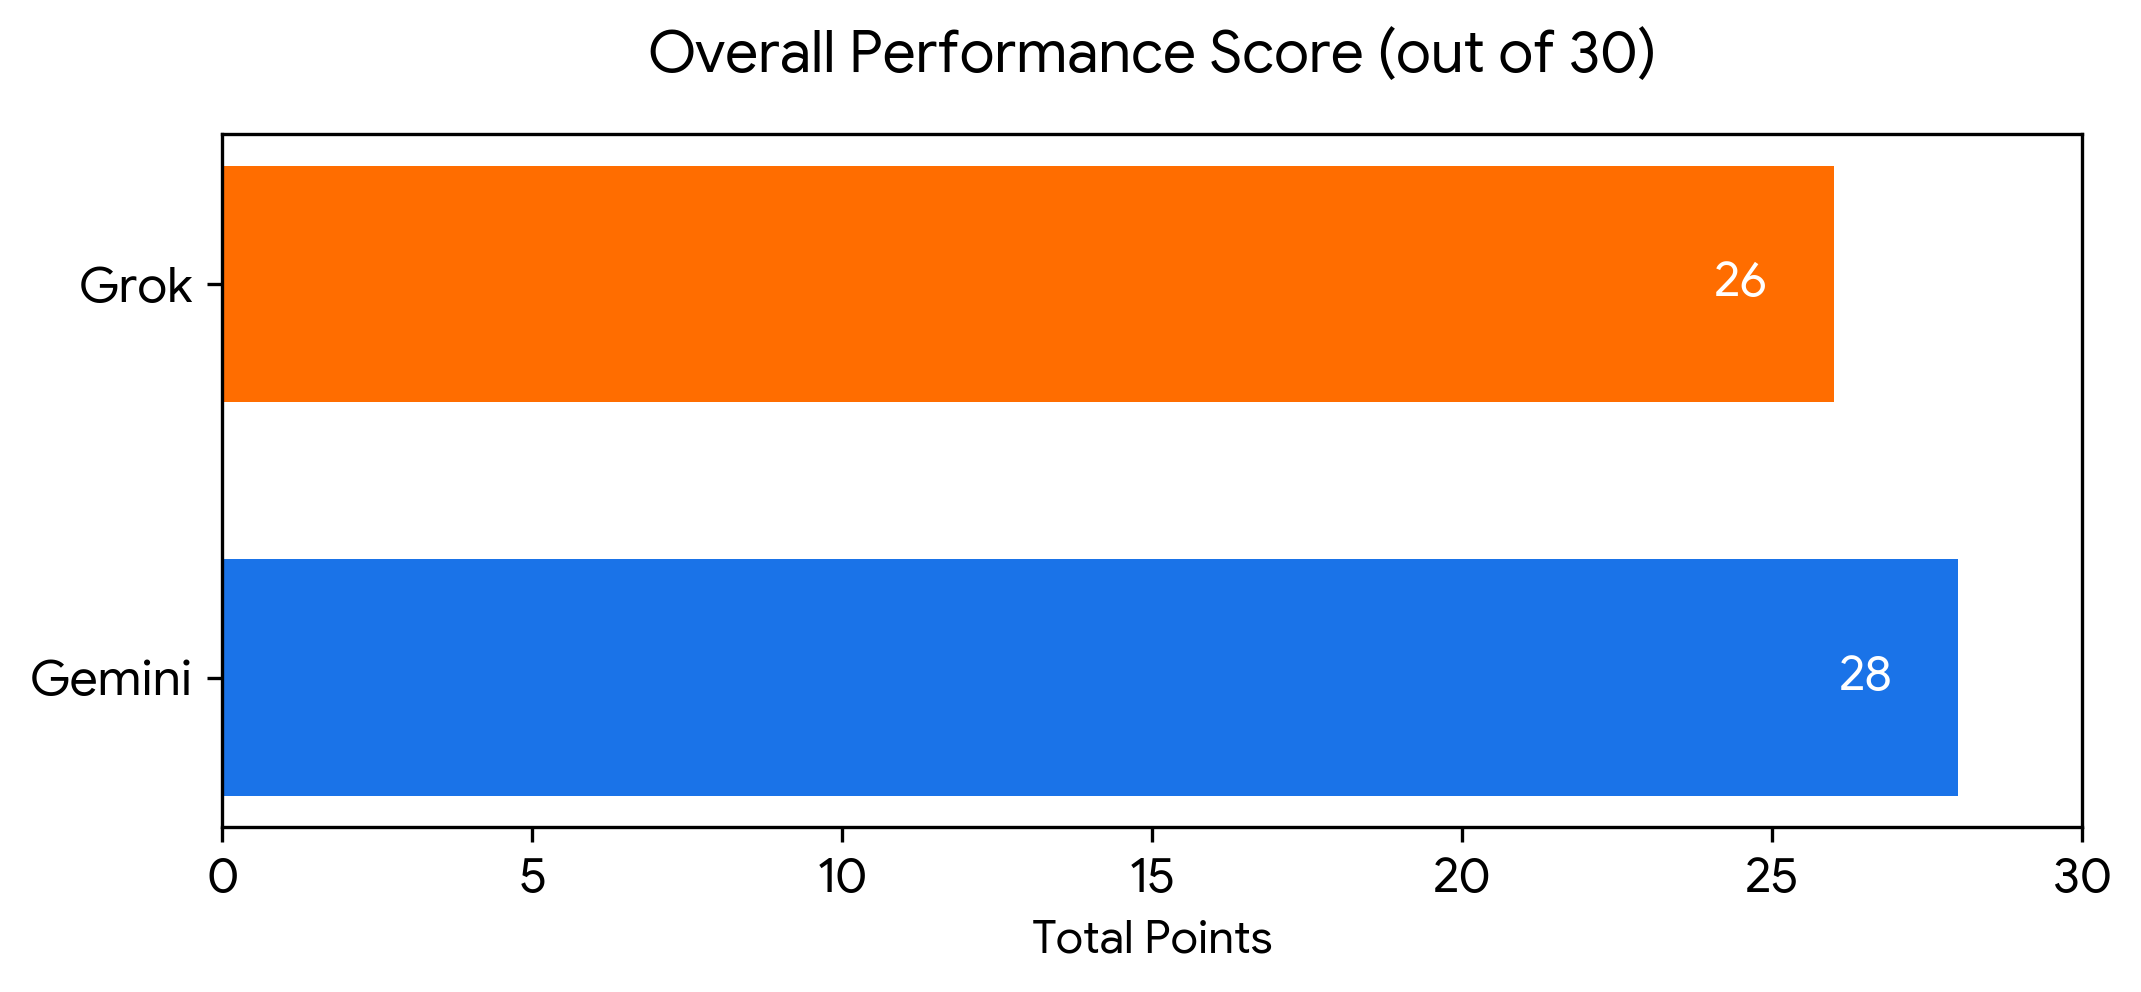 Overall Performance Score (out of 30)
Grok
26
Gemini
28
0 5 10 15 20 25 30
Total Points